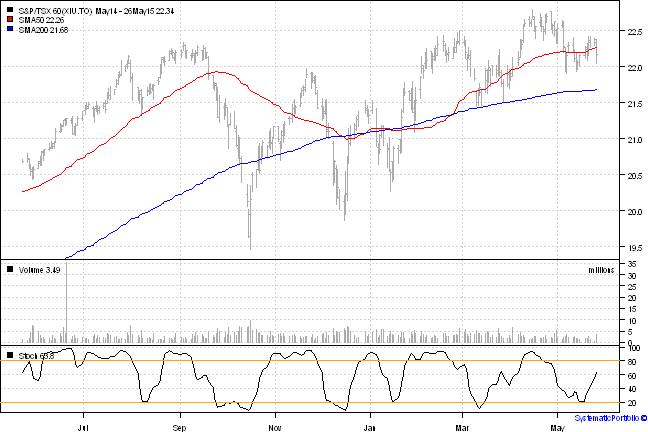 S&P/TSX 60(XIU.TO) May14 - 26May15 22.34
SMA50 22.26
SMA200 21.68
22.5
22.0
21.5
21.0
20.5
20.0
19.5
Volume 3.49
millions
35
30
25
20
15
10
5
0
Stoch 63.8
100
80
60
40
20
Jul
Sep
Nov
Jan
Mar
May
SystematicPortfolio ©